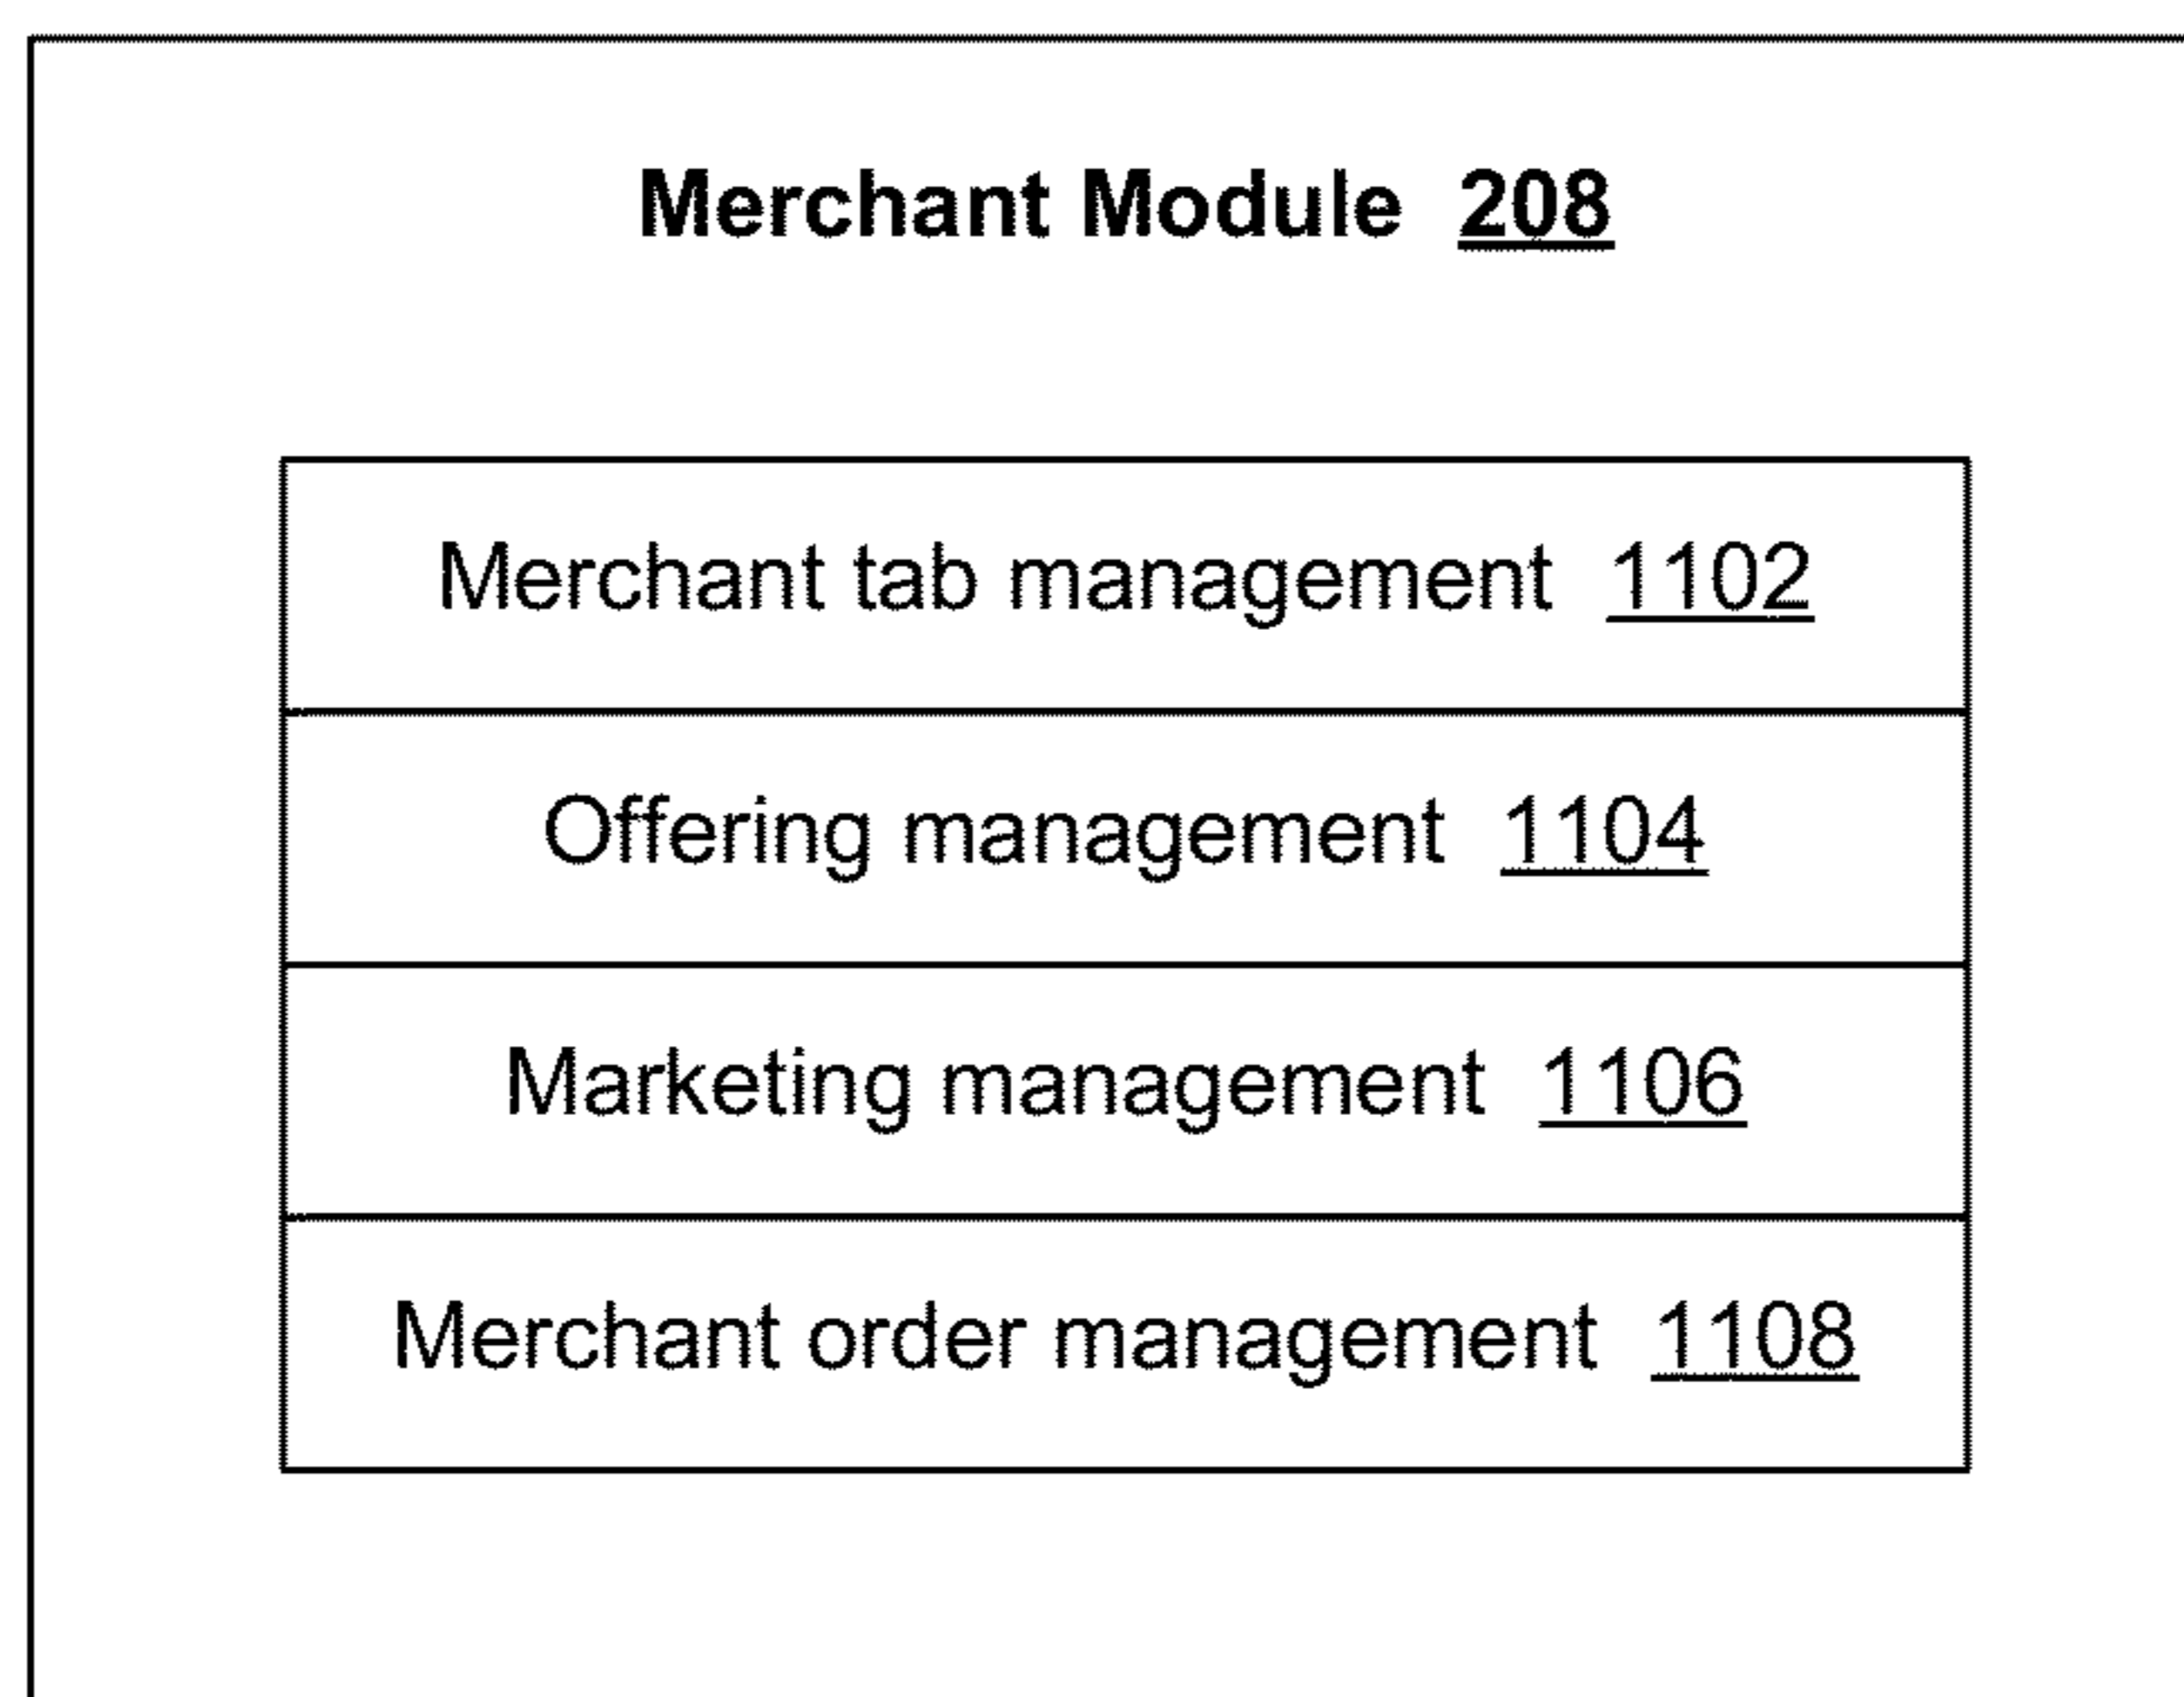 Merchant Module 208
Merchant tab management 1102
Offering management 1104
Marketing management 1106
Merchant order management 1108